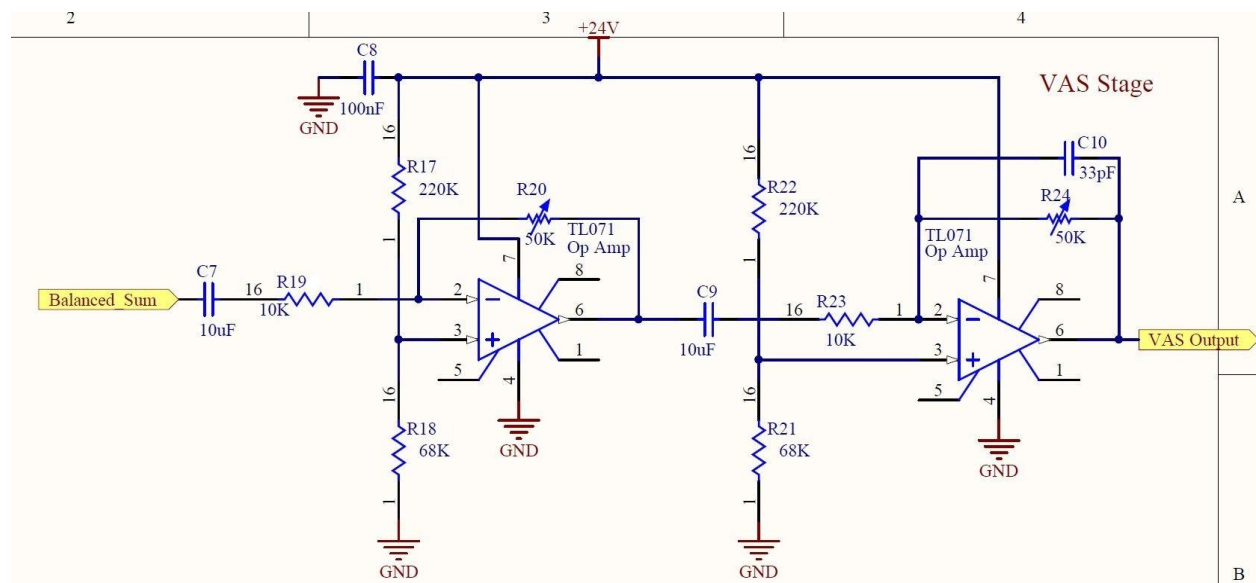 2 3 4
+24V
C8
VAS Stage
100nF
GND
16
16
C10
33pF
R17
220K
R20
R22
220K
R24
A
50K
TL071
Op Amp
TL071
Op Amp
50K
1
1
C7
7
8
C9
7
8
Balanced_Sum
16
R19
1
2
16
R23
1
2
10K
6
10K
6
VAS Output
10uF
3
10uF
3
1
1
5
4
5
4
16
16
R18
68K
R21
68K
GND
GND
1
1
GND
GND
B